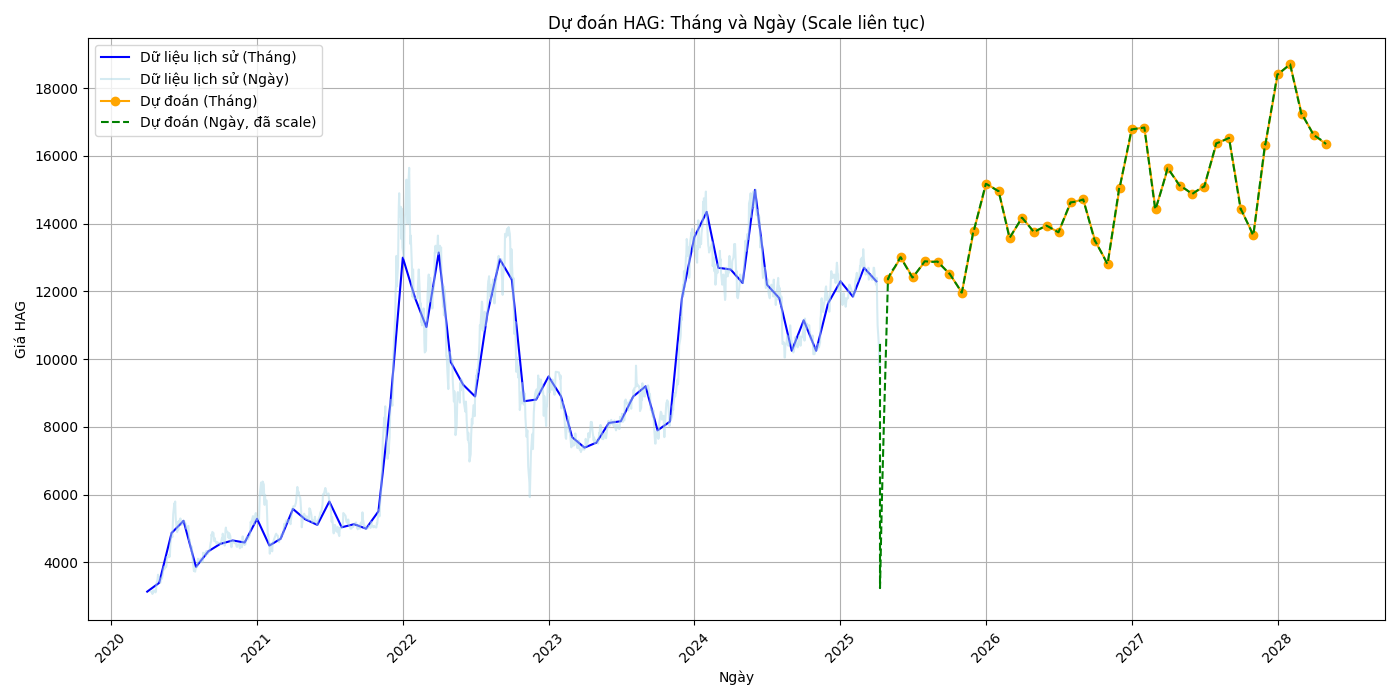 Dự đoán HAG: Tháng và Ngày (Scale liên tục)
Dữ liệu lịch sử (Tháng)
Dữ liệu lịch sử (Ngày)
Dự đoán (Tháng)
Dự đoán (Ngày, đã scale)
Giá HAG
18000
16000
14000
12000
10000
8000
6000
4000
2020
2021
2022
2023
2024
2025
2026
2027
2028
Ngày